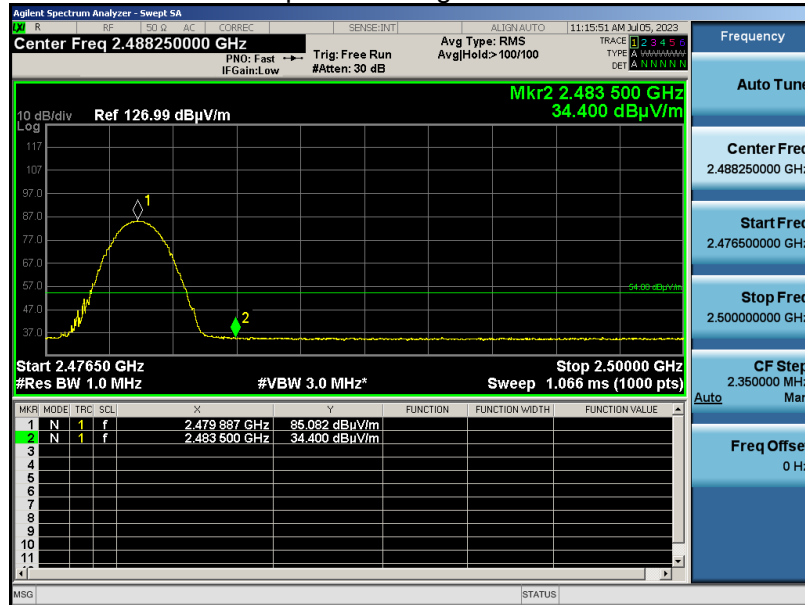 Agilent Spectrum Analyzer - Swept SA
LXI R RF 50 Ω AC CORREC SENSE:INT ALIGN AUTO 11:15:51 AM Jul 05, 2023
Center Freq 2.488250000 GHz
PNO: Fast
IFGain:Low
Trig: Free Run
#Atten: 30 dB
Avg Type: RMS
Avg|Hold:>100/100
TRACE 1 2 3 4 5 6
TYPE A WWWWW
DET A N N N N N
Mkr2 2.483 500 GHz
34.400 dBµV/m
10 dB/div Ref 126.99 dBµV/m
Log
117
107
97.0
87.0
77.0
67.0
57.0
47.0
37.0
1
2
54.00 dBµV/m
Start 2.47650 GHz Stop 2.50000 GHz
#Res BW 1.0 MHz #VBW 3.0 MHz* Sweep 1.066 ms (1000 pts)
MKR MODE TRC SCL X Y FUNCTION FUNCTION WIDTH FUNCTION VALUE
1 N 1 f 2.479 887 GHz 85.082 dBµV/m
2 N 1 f 2.483 500 GHz 34.400 dBµV/m
3
4
5
6
7
8
9
10
11
MSG STATUS
Frequency
Auto Tune
Center Freq
2.488250000 GHz
Start Freq
2.476500000 GHz
Stop Freq
2.500000000 GHz
CF Step
2.350000 MHz
Auto Man
Freq Offset
0 Hz